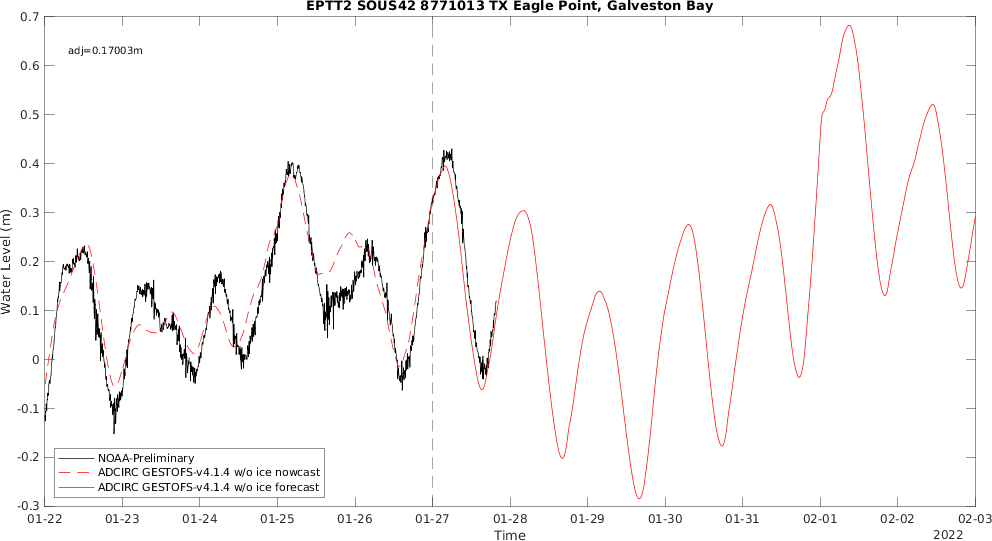 EPTT2 SOUS42 8771013 TX Eagle Point, Galveston Bay
adj=0.17003m
0.7
0.6
0.5
0.4
0.3
0.2
0.1
0
-0.1
-0.2
-0.3
Water Level (m)
NOAA-Preliminary
ADCIRC GESTOFS-v4.1.4 w/o ice nowcast
ADCIRC GESTOFS-v4.1.4 w/o ice forecast
01-22 01-23 01-24 01-25 01-26 01-27 01-28 01-29 01-30 01-31 02-01 02-02 02-03
Time
2022